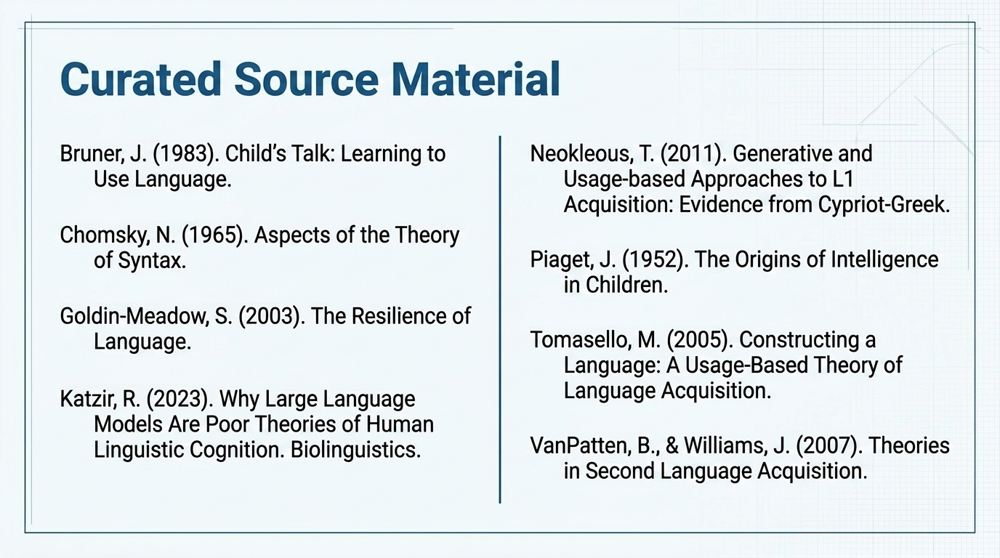 Curated Source Material
Bruner, J. (1983). Child’s Talk: Learning to
Use Language.
Chomsky, N. (1965). Aspects of the Theory
of Syntax.
Goldin-Meadow, S. (2003). The Resilience of
Language.
Katzir, R. (2023). Why Large Language
Models Are Poor Theories of Human
Linguistic Cognition. Biolinguistics.
Neokleous, T. (2011). Generative and
Usage-based Approaches to L1
Acquisition: Evidence from Cypriot-Greek.
Piaget, J. (1952). The Origins of Intelligence
in Children.
Tomasello, M. (2005). Constructing a
Language: A Usage-Based Theory of
Language Acquisition.
VanPatten, B., & Williams, J. (2007). Theories
in Second Language Acquisition.